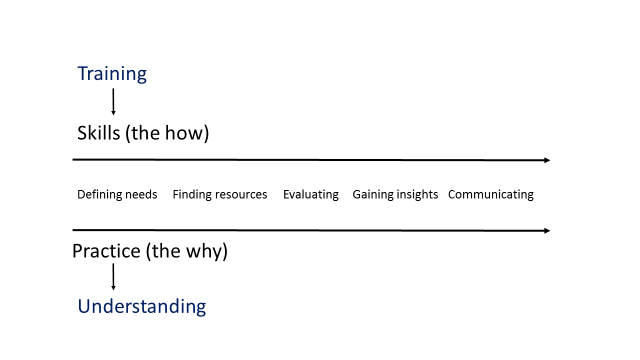 Training
Skills (the how)
Defining needs Finding resources Evaluating Gaining insights Communicating
Practice (the why)
Understanding